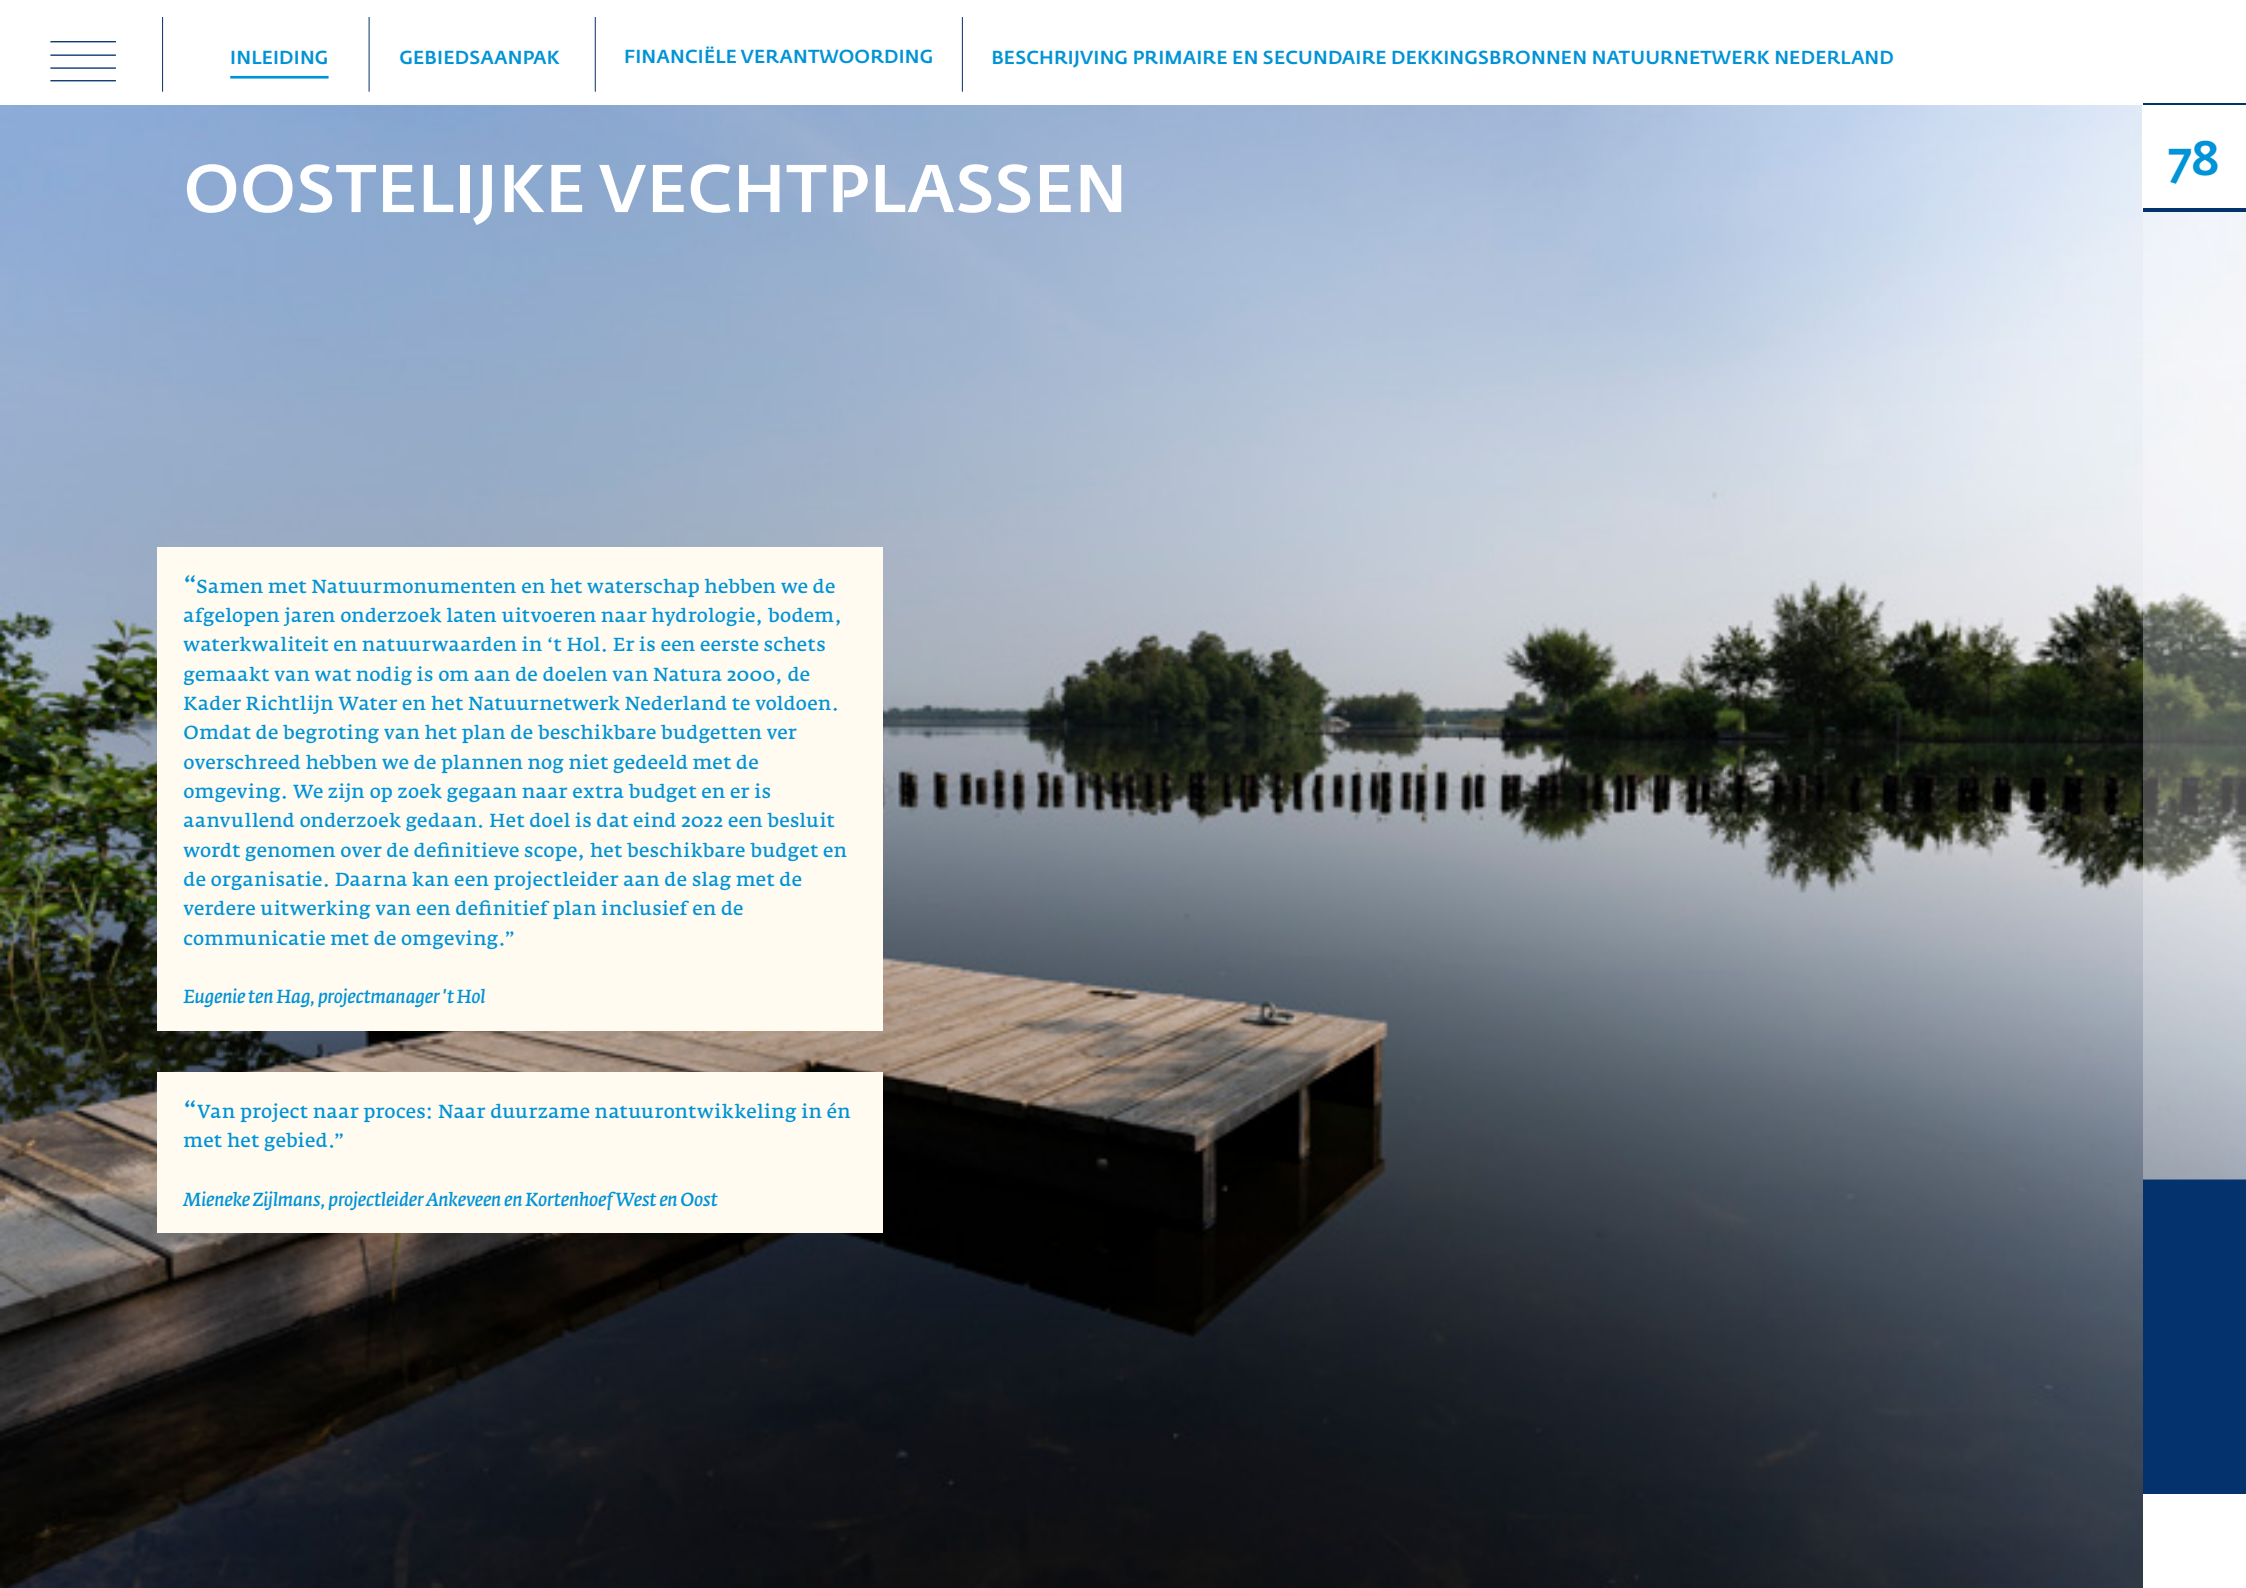 INLEIDING
GEBIEDSAANPAK
FINANCIËLE VERANTWOORDING
BESCHRIJVING PRIMAIRE EN SECUNDAIRE DEKKINGSBRONNEN NATUURNETWERK NEDERLAND
78
OOSTELIJKE VECHTPLASSEN
“Samen met Natuurmonumenten en het waterschap hebben we de
afgelopen jaren onderzoek laten uitvoeren naar hydrologie, bodem,
waterkwaliteit en natuurwaarden in ‘t Hol. Er is een eerste schets
gemaakt van wat nodig is om aan de doelen van Natura 2000, de
Kader Richtlijn Water en het Natuurnetwerk Nederland te voldoen.
Omdat de begroting van het plan de beschikbare budgetten ver
overschreed hebben we de plannen nog niet gedeeld met de
omgeving. We zijn op zoek gegaan naar extra budget en er is
aanvullend onderzoek gedaan. Het doel is dat eind 2022 een besluit
wordt genomen over de definitieve scope, het beschikbare budget en
de organisatie. Daarna kan een projectleider aan de slag met de
verdere uitwerking van een definitief plan inclusief en de
communicatie met de omgeving.”
Eugenie ten Hag, projectmanager 't Hol
“Van project naar proces: Naar duurzame natuurontwikkeling in én
met het gebied.”
Mieneke Zijlmans, projectleider Ankeveen en Kortenhoef West en Oost